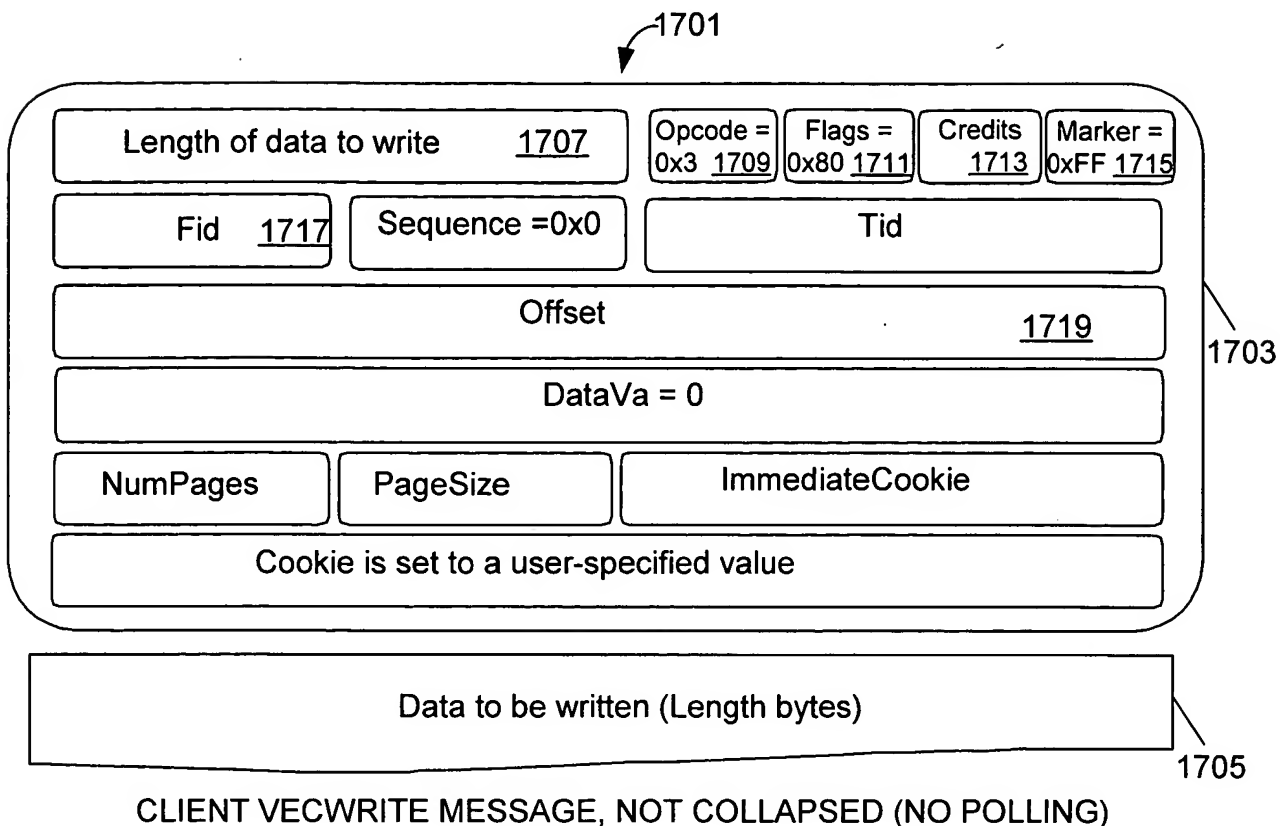 1701
Length of data to write 1707
Opcode =
0x3 1709
Flags =
0x80 1711
Credits
1713
Marker =
0xFF 1715
Fid 1717
Sequence =0x0
Tid
Offset 1719
1703
DataVa = 0
NumPages
PageSize
ImmediateCookie
Cookie is set to a user-specified value
Data to be written (Length bytes)
1705
CLIENT VECWRITE MESSAGE, NOT COLLAPSED (NO POLLING)